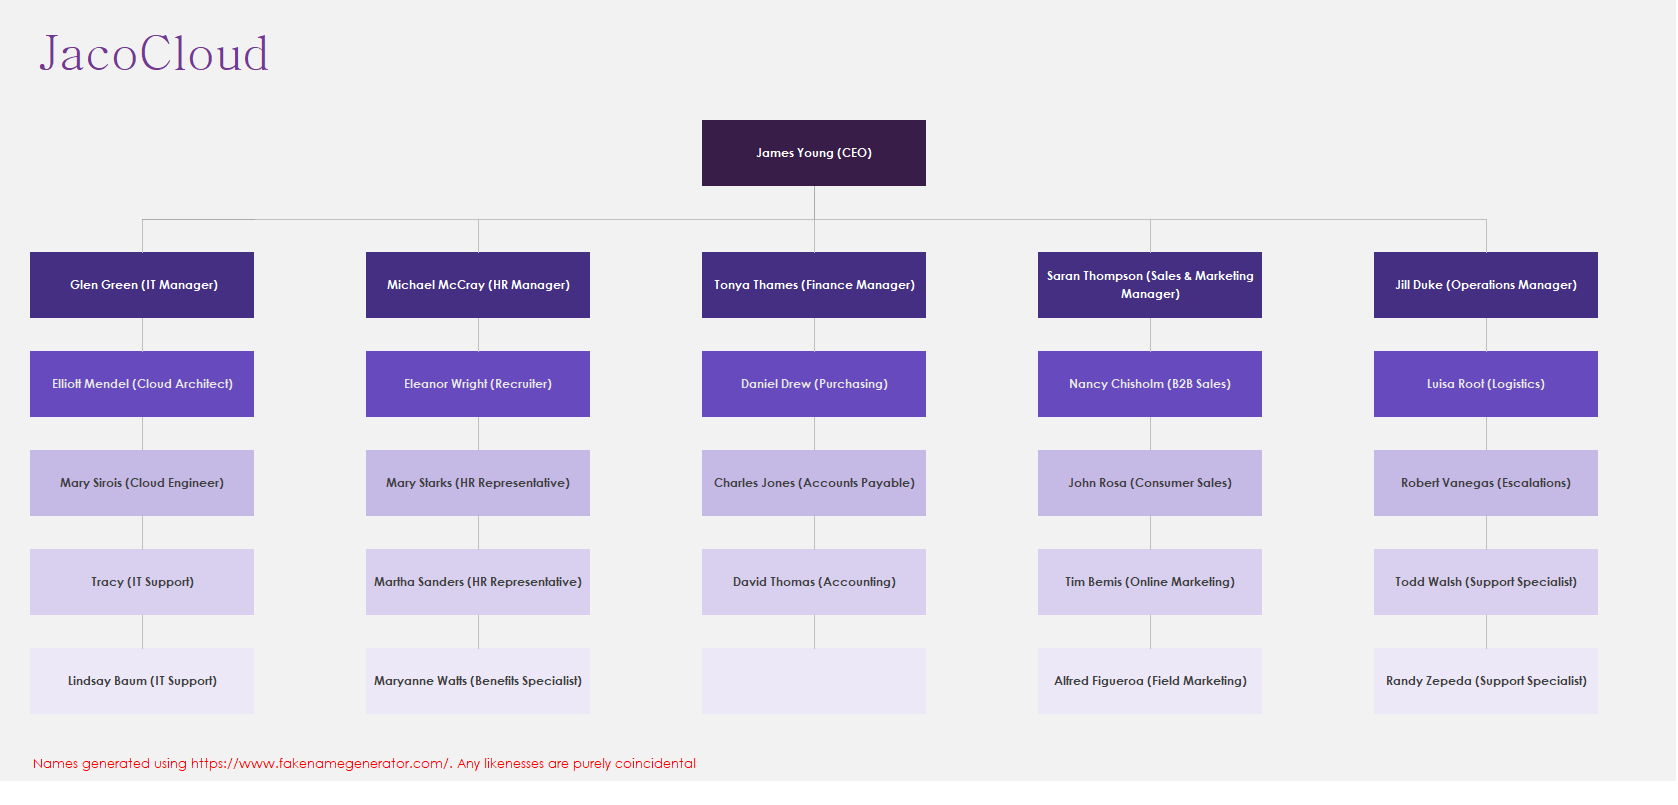 JacoCloud
James Young (CEO)
Glen Green (IT Manager)
Michael McCray (HR Manager)
Tonya Thames (Finance Manager)
Saran Thompson (Sales & Marketing
Manager)
Jill Duke (Operations Manager)
Elliott Mendel (Cloud Architect)
Eleanor Wright (Recruiter)
Daniel Drew (Purchasing)
Nancy Chisholm (B2B Sales)
Luisa Root (Logistics)
Mary Sirois (Cloud Engineer)
Mary Starks (HR Representative)
Charles Jones (Accounts Payable)
John Rosa (Consumer Sales)
Robert Vanegas (Escalations)
Tracy (IT Support)
Martha Sanders (HR Representative)
David Thomas (Accounting)
Tim Bemis (Online Marketing)
Todd Walsh (Support Specialist)
Lindsay Baum (IT Support)
Maryanne Watts (Benefits Specialist)
Alfred Figueroa (Field Marketing)
Randy Zepeda (Support Specialist)
Names generated using https://www.fakenamegenerator.com/. Any likenesses are purely coincidental